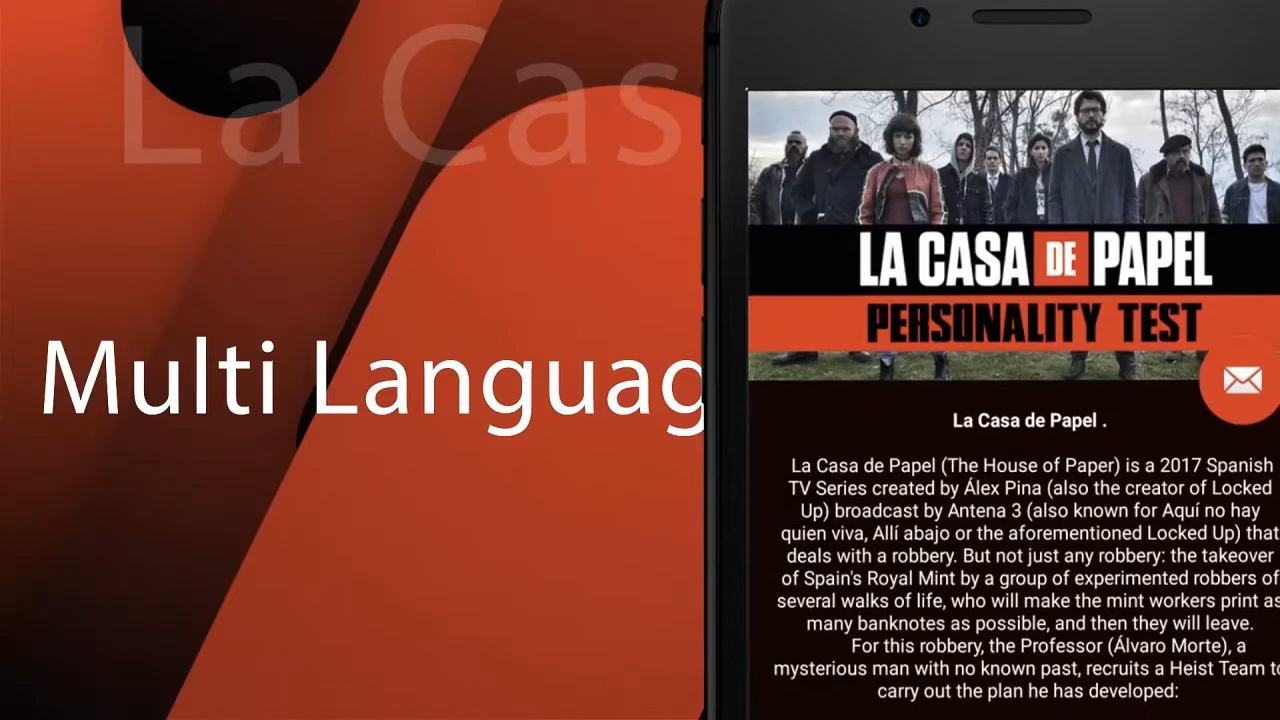 La Cas
Multi Languag
LA CASA DE PAPEL
PERSONALITY TEST
La Casa de Papel .
La Casa de Papel (The House of Paper) is a 2017 Spanish
TV Series created by Álex Pina (also the creator of Locked
Up) broadcast by Antena 3 (also known for Aquí no hay
quien viva, Allí abajo or the aforementioned Locked Up) that
deals with a robbery. But not just any robbery: the takeover
of Spain's Royal Mint by a group of experimented robbers of
several walks of life, who will make the mint workers print as
many banknotes as possible, and then they will leave.
For this robbery, the Professor (Álvaro Morte), a
mysterious man with no known past, recruits a Heist Team to
carry out the plan he has developed: